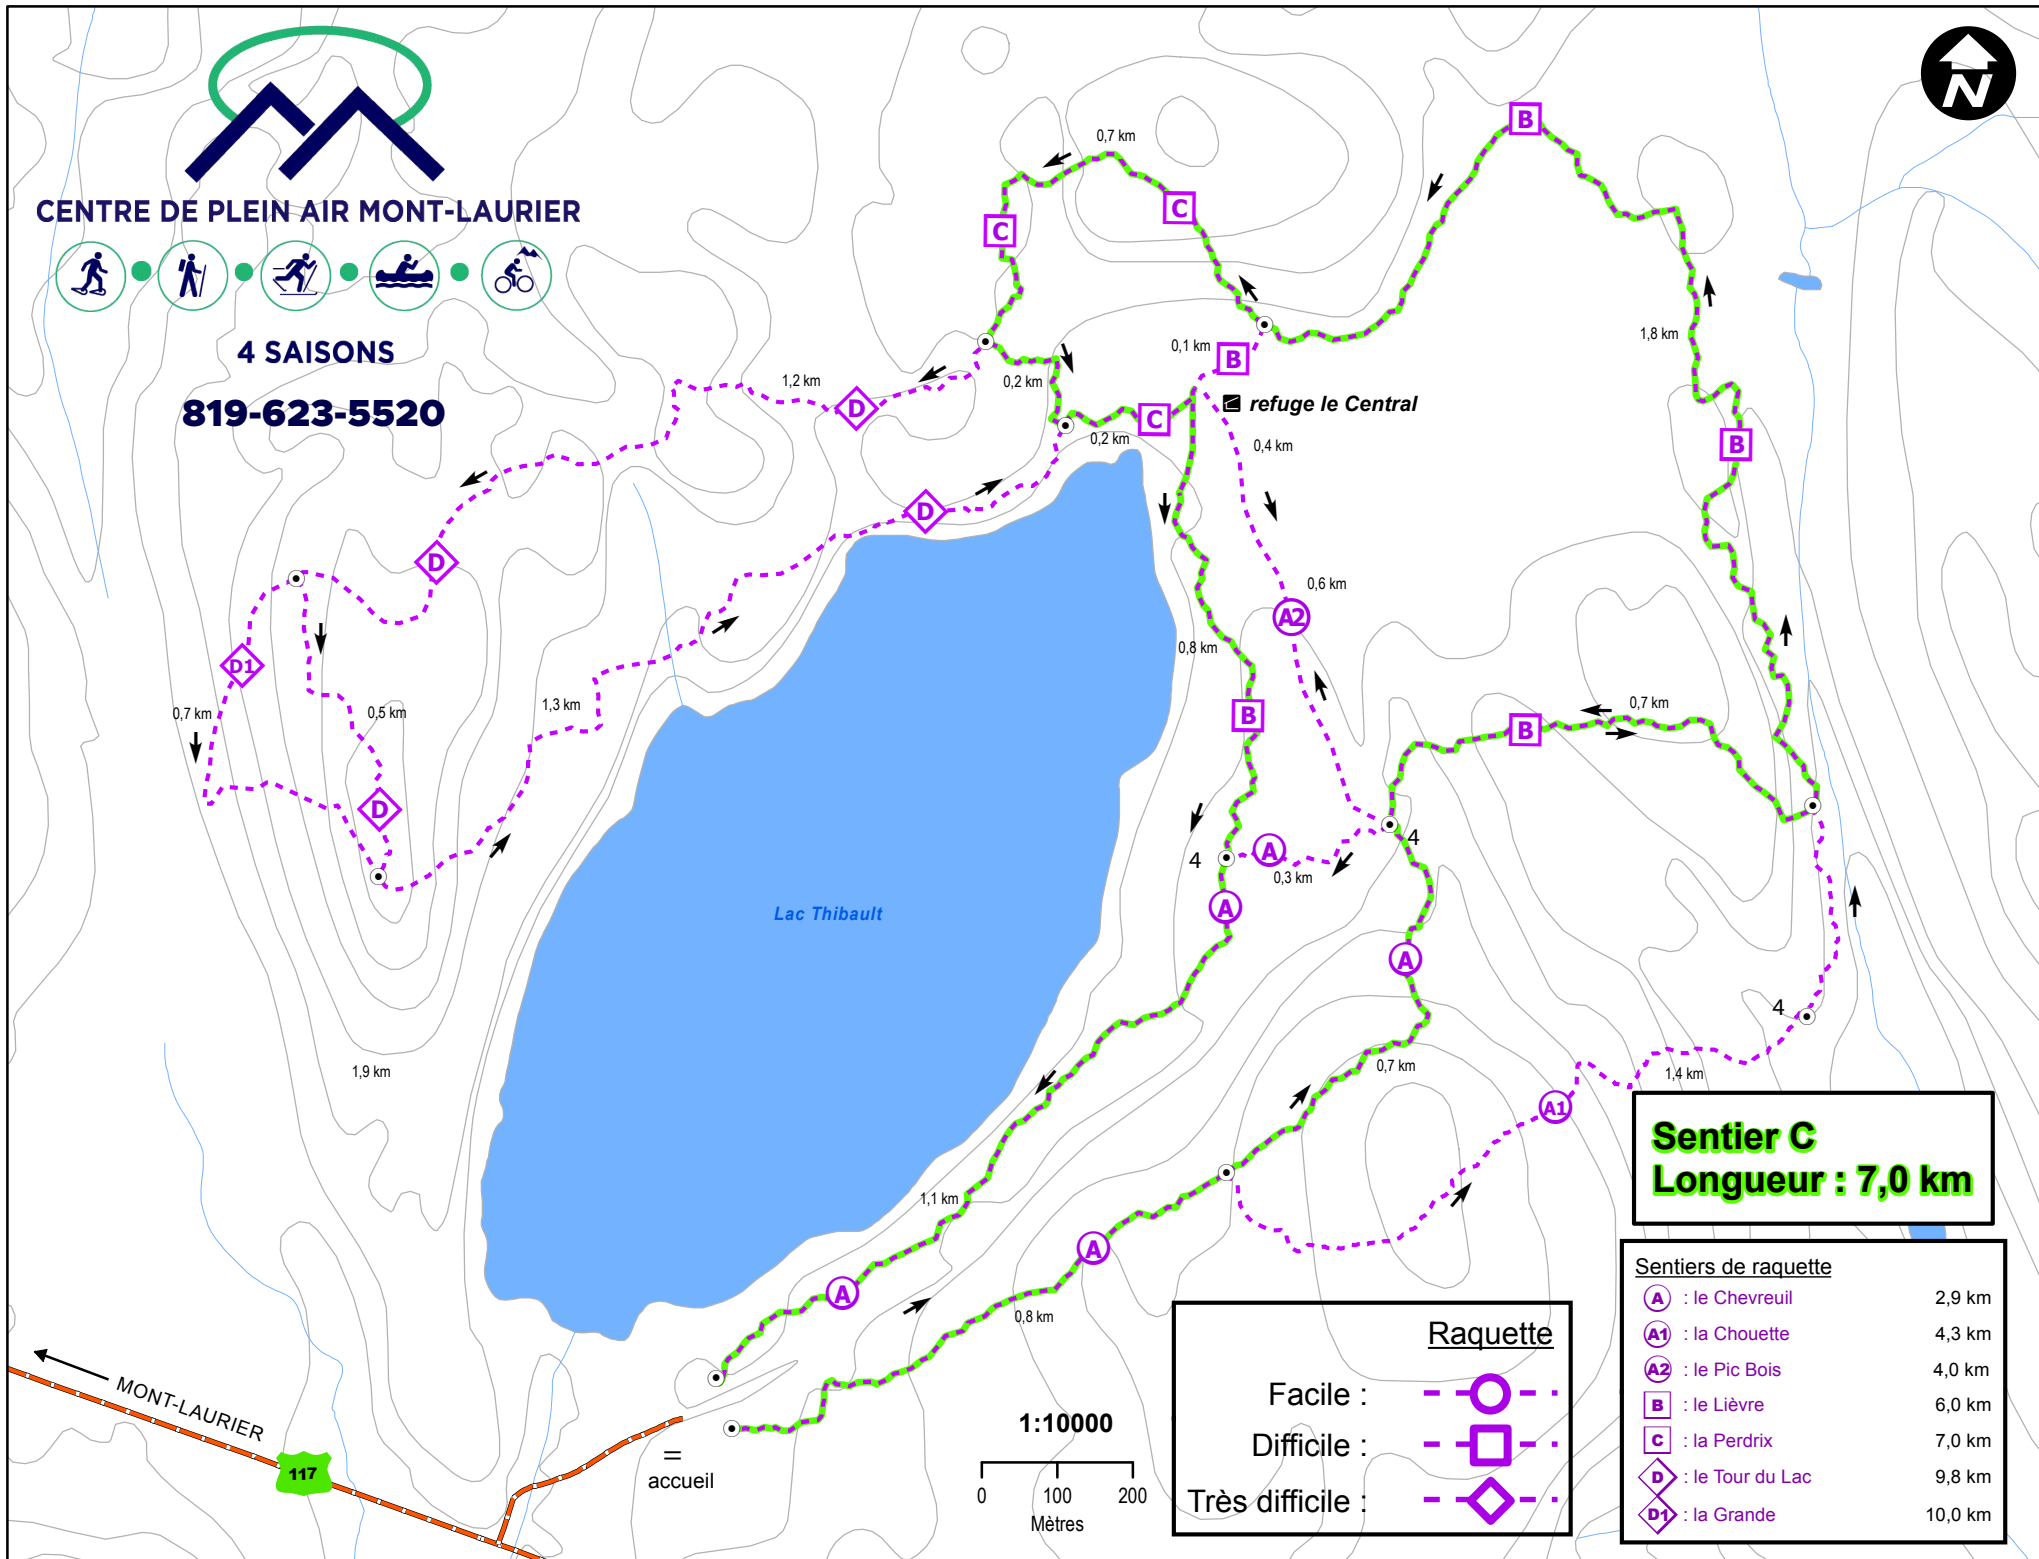 N
CENTRE DE PLEIN AIR MONT-LAURIER
4 SAISONS
819-623-5520
B
0,7 km
C
C
0,1 km
B
1,8 km
1,2 km
D
0,2 km
C
0,2 km
refuge le Central
0,4 km
B
D
D
A2
0,6 km
0,8 km
D1
0,7 km
0,5 km
1,3 km
B
B
0,7 km
D
4
A
0,3 km
4
A
Lac Thibault
A
4
1,9 km
0,7 km
1,4 km
A1
1,1 km
A
A
0,8 km
Sentier C
Longueur : 7,0 km
MONT-LAURIER
117
=
accueil
1:10000
0 100 200
Mètres
Raquette
Facile :
Difficile :
Très difficile :
Sentiers de raquette
A : le Chevreuil 2,9 km
A1 : la Chouette 4,3 km
A2 : le Pic Bois 4,0 km
B : le Lièvre 6,0 km
C : la Perdrix 7,0 km
D : le Tour du Lac 9,8 km
D1 : la Grande 10,0 km